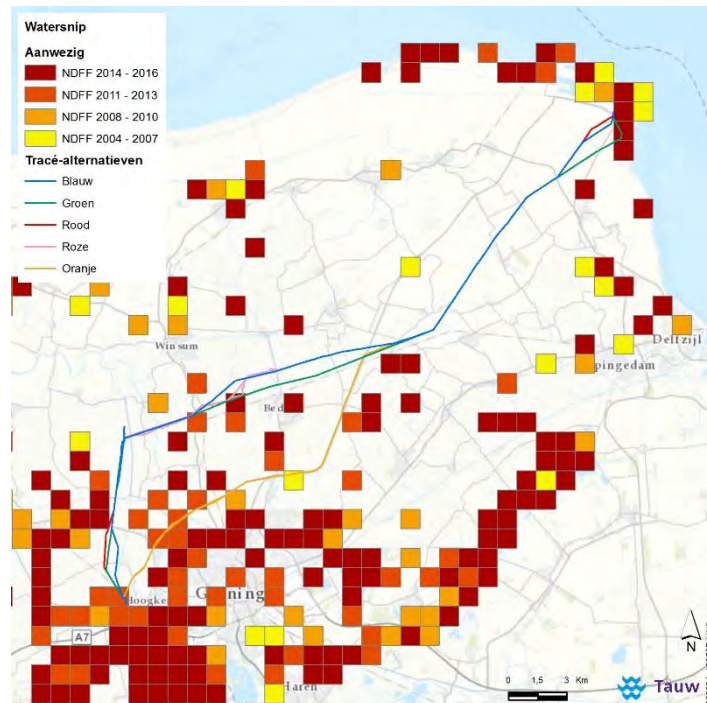 Watersnip
Aanwezig
NDFF 2014 - 2016
NDFF 2011 - 2013
NDFF 2008 - 2010
NDFF 2004 - 2007
Tracé-alternatieven
Blauw
Groen
Rood
Roze
Oranje
Winsum
Delfzijl
pingedam
Bed
Hoogke
G
ning
A7
Haren
N
0 1,5 3 Km
Tauw